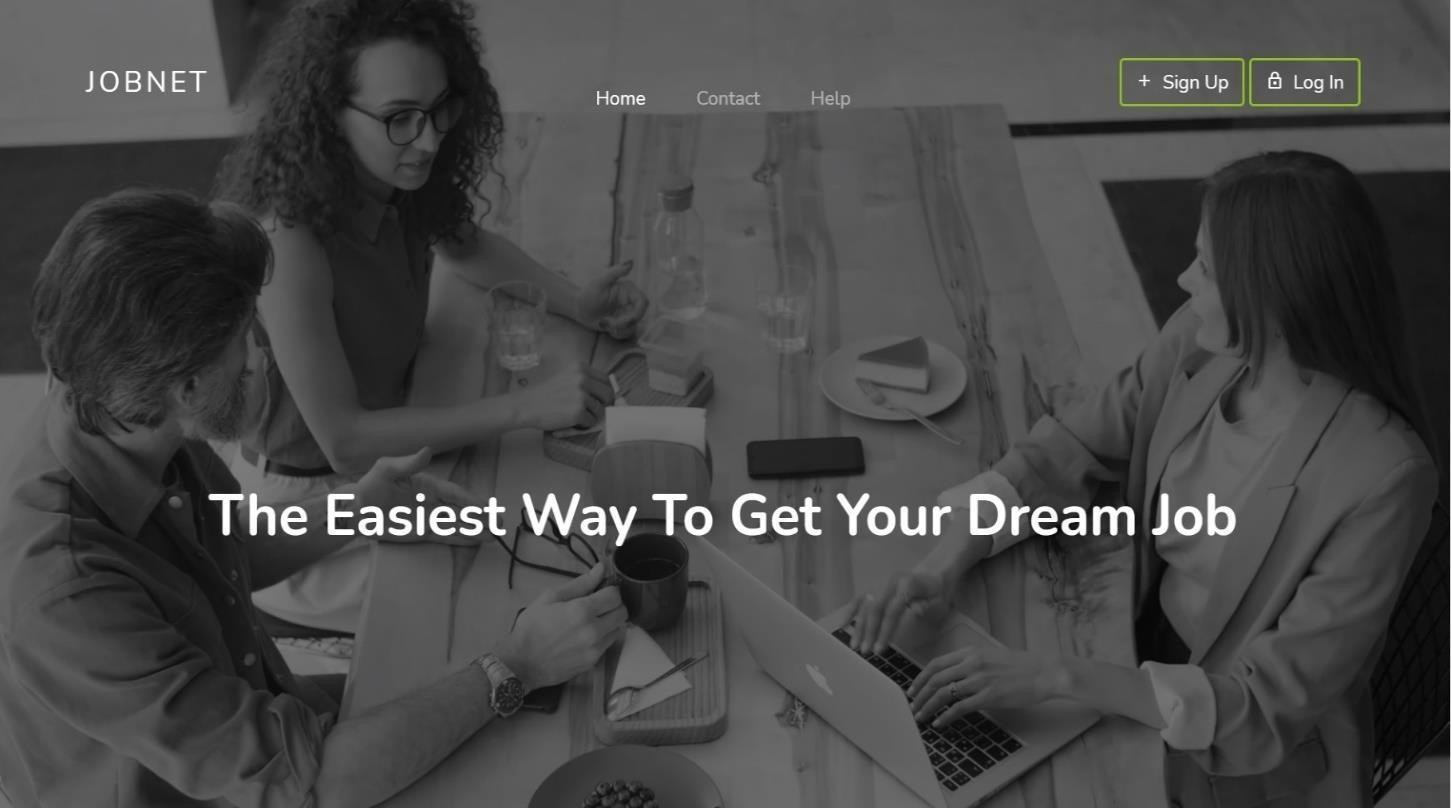 JOBNET
Home Contact Help
+ Sign Up Log In
The Easiest Way To Get Your Dream Job